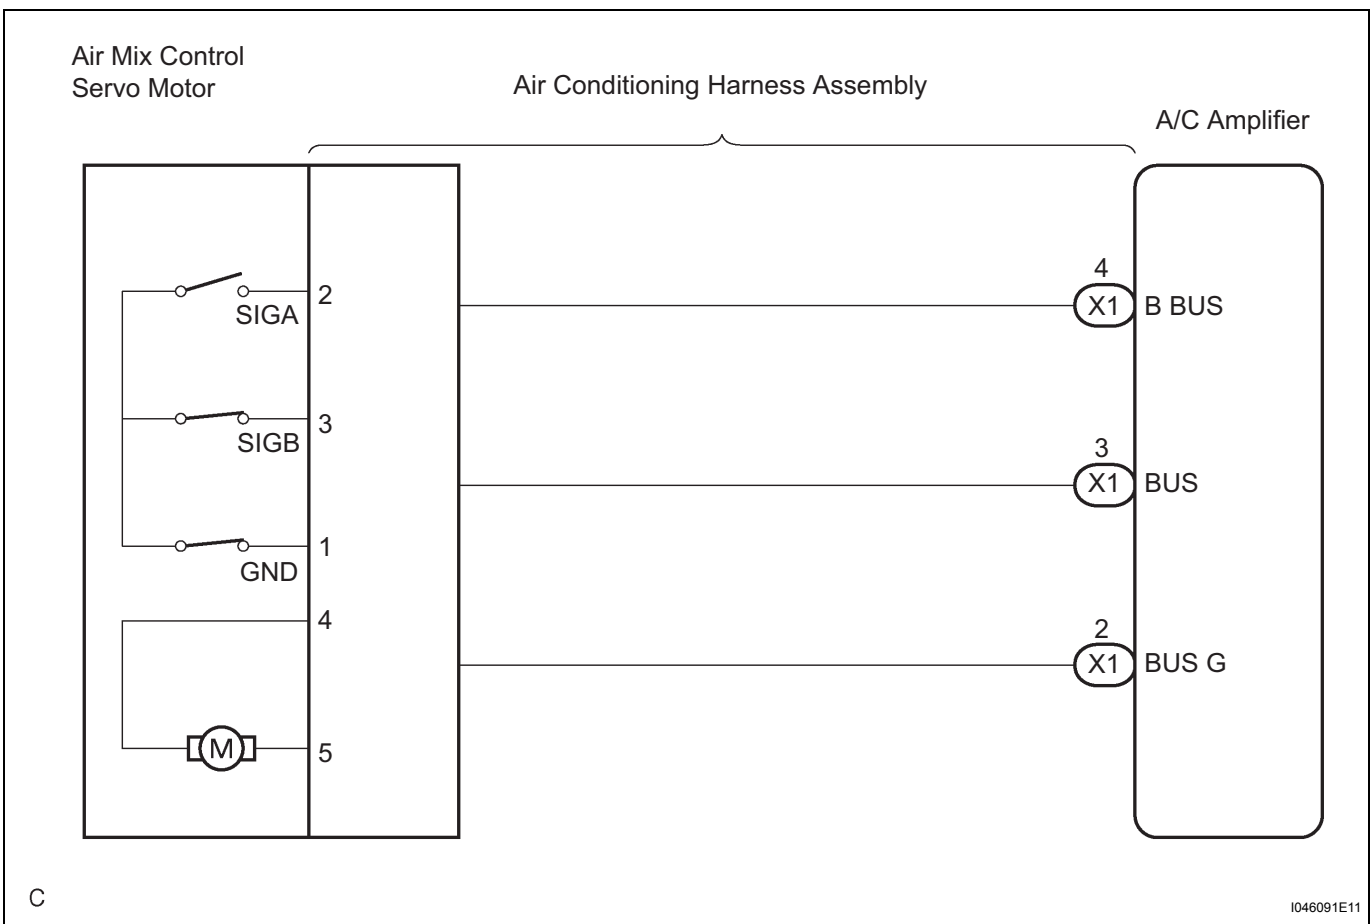 Air Mix Control
Servo Motor
Air Conditioning Harness Assembly
A/C Amplifier
SIGA
2
4
X1
B BUS
SIGB
3
3
X1
BUS
GND
1
4
2
X1
BUS G
M
5
C
I046091E11